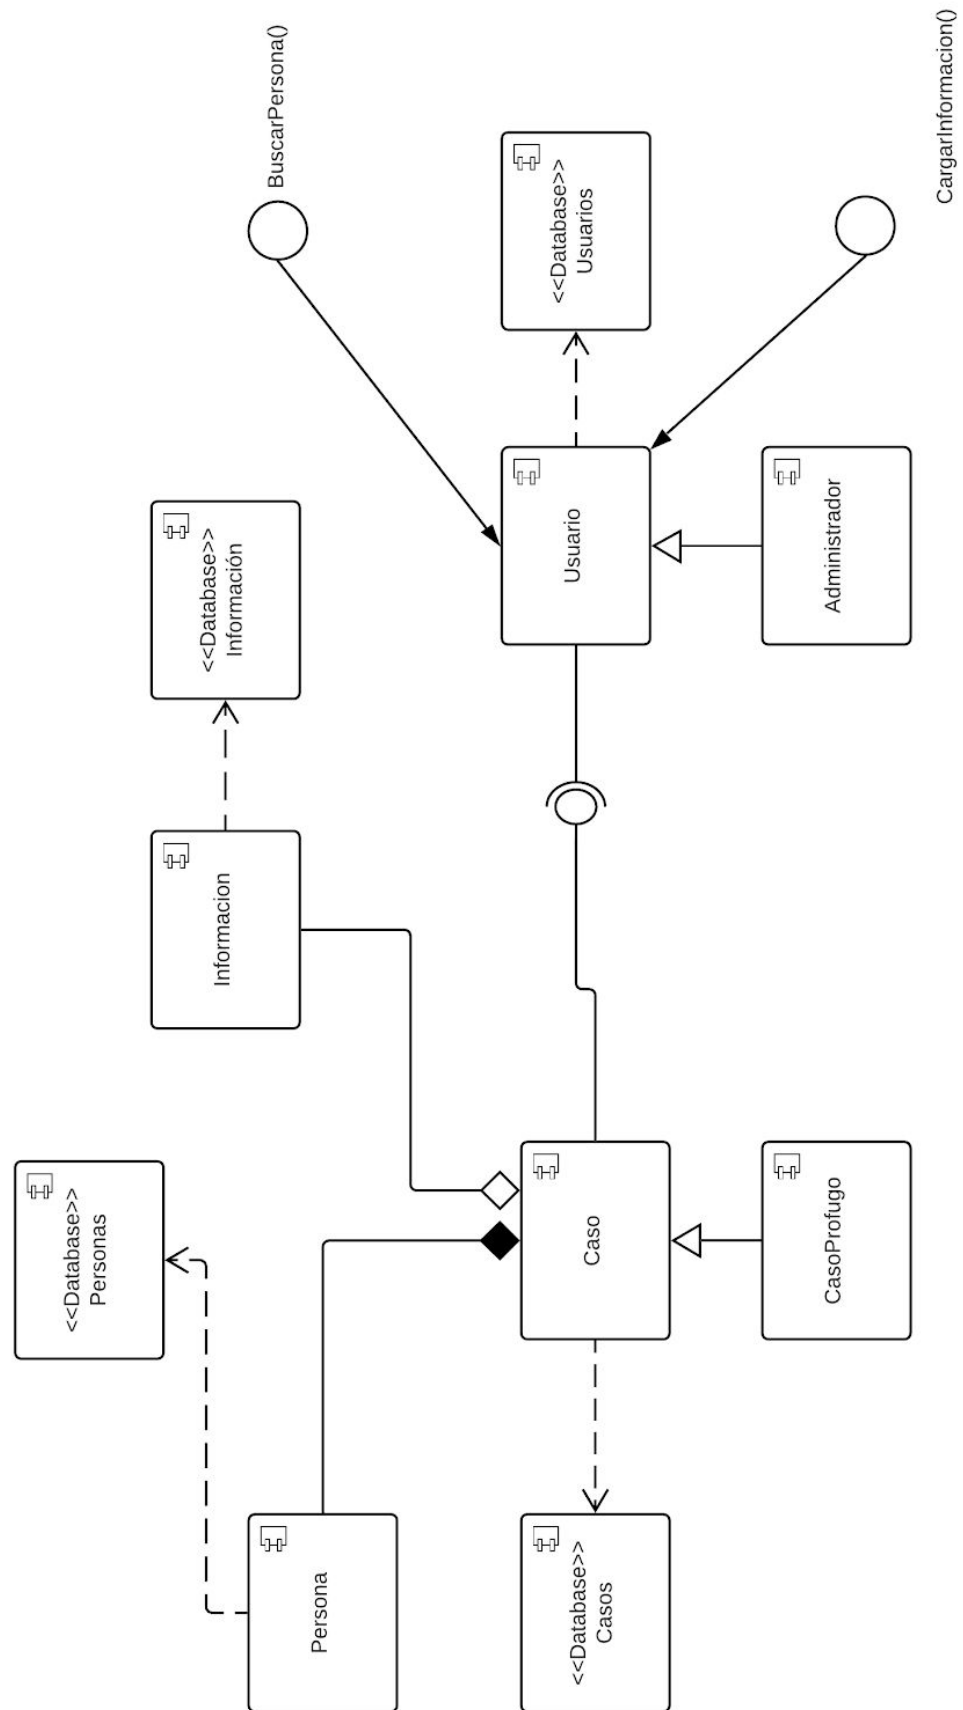 <<Database>>
Personas
<<Database>>
Información
BuscarPersona()
Persona
Informacion
<<Database>>
Casos
Caso
Usuario
<<Database>>
Usuarios
CasoProfugo
Administrador
CargarInformacion()